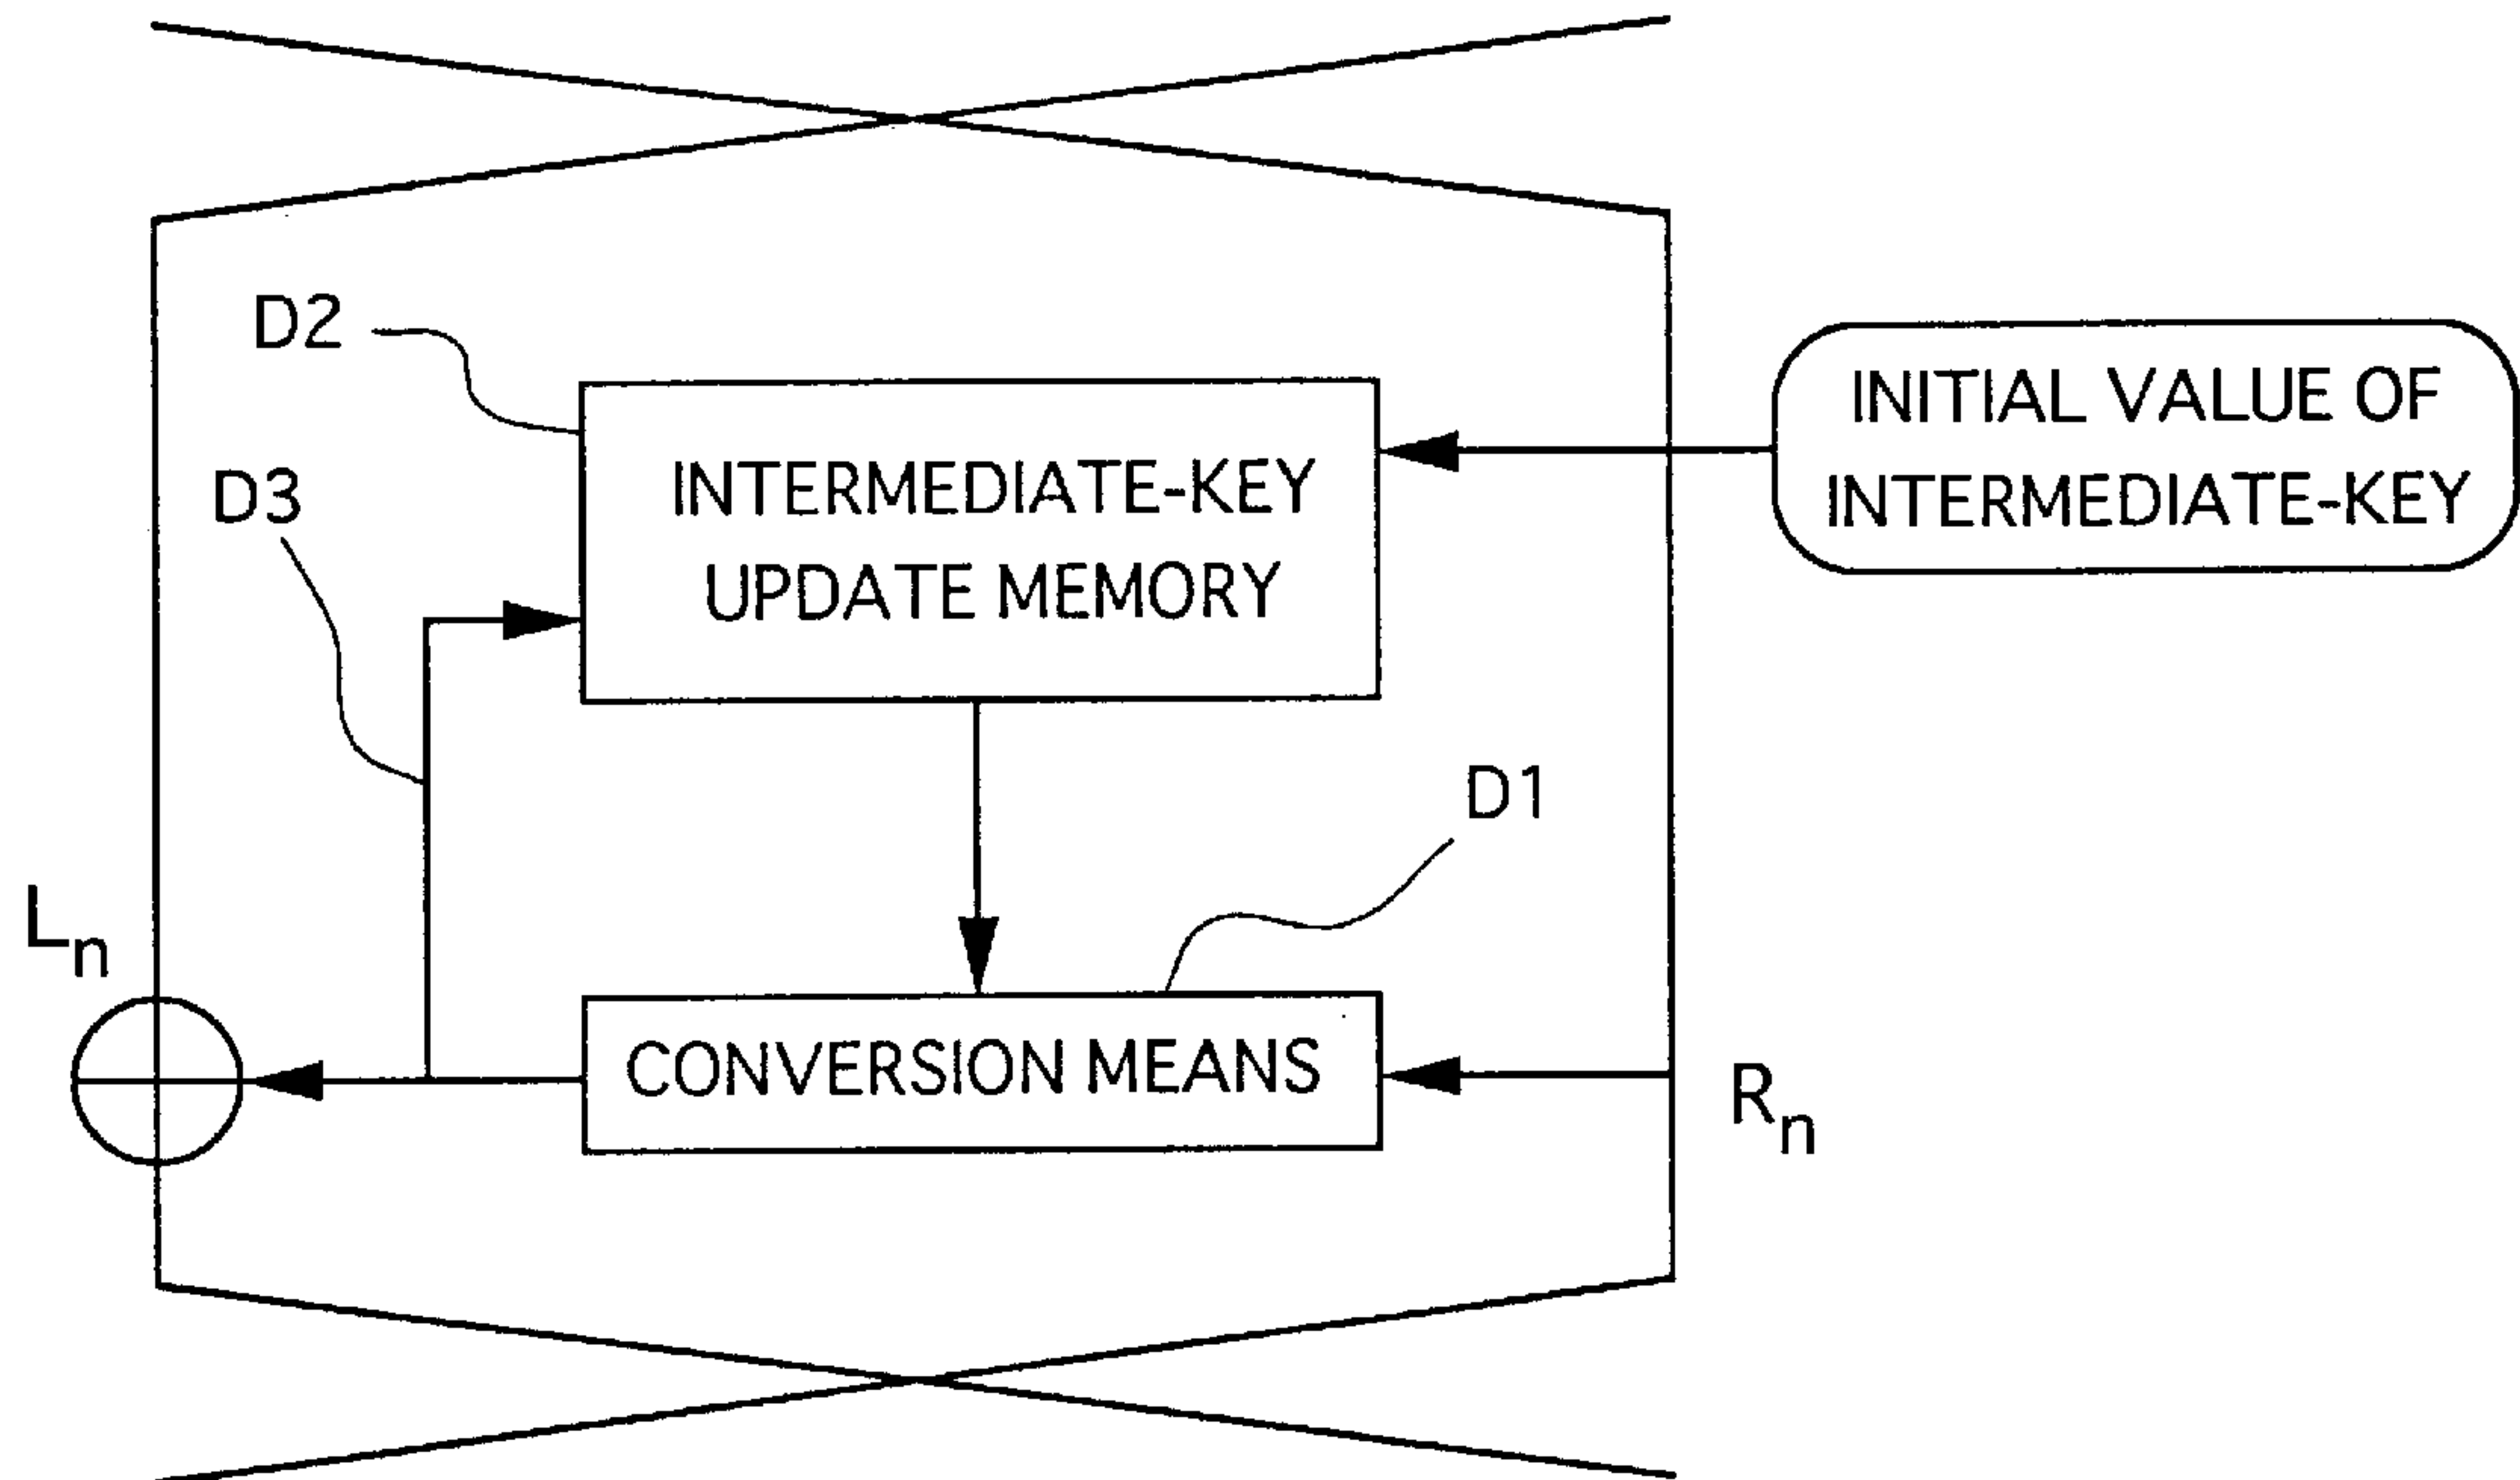 D2
INITIAL VALUE OF
INTERMEDIATE-KEY
INTERMEDIATE-KEY
UPDATE MEMORY
D3
D1
Ln
CONVERSION MEANS
Rn